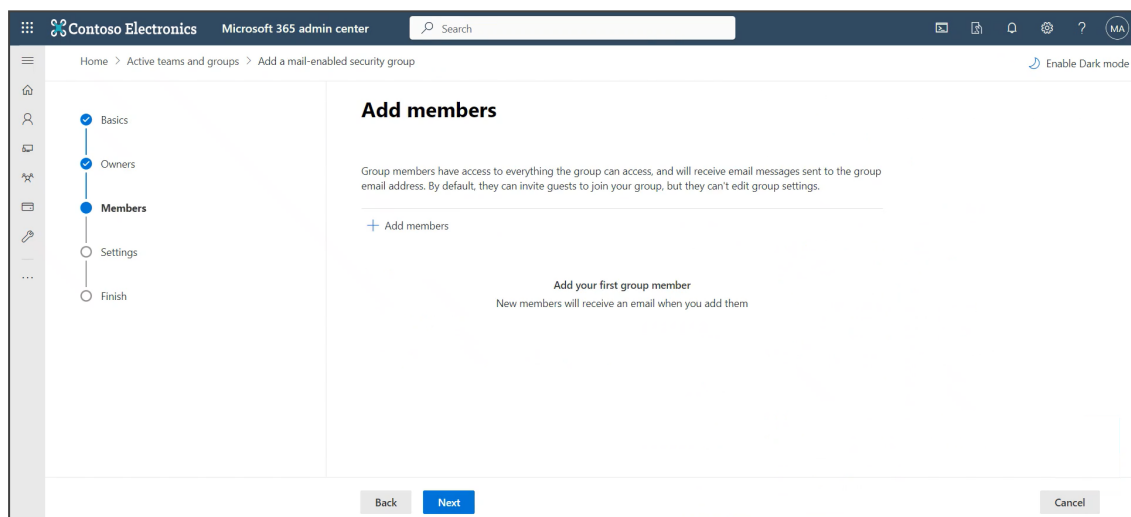 Contoso Electronics Microsoft 365 admin center Search ? MA
Home > Active teams and groups > Add a mail-enabled security group Enable Dark mode
Basics
Owners
Members
Settings
Finish
Add members
Group members have access to everything the group can access, and will receive email messages sent to the group
email address. By default, they can invite guests to join your group, but they can't edit group settings.
+ Add members
Add your first group member
New members will receive an email when you add them
Back Next Cancel